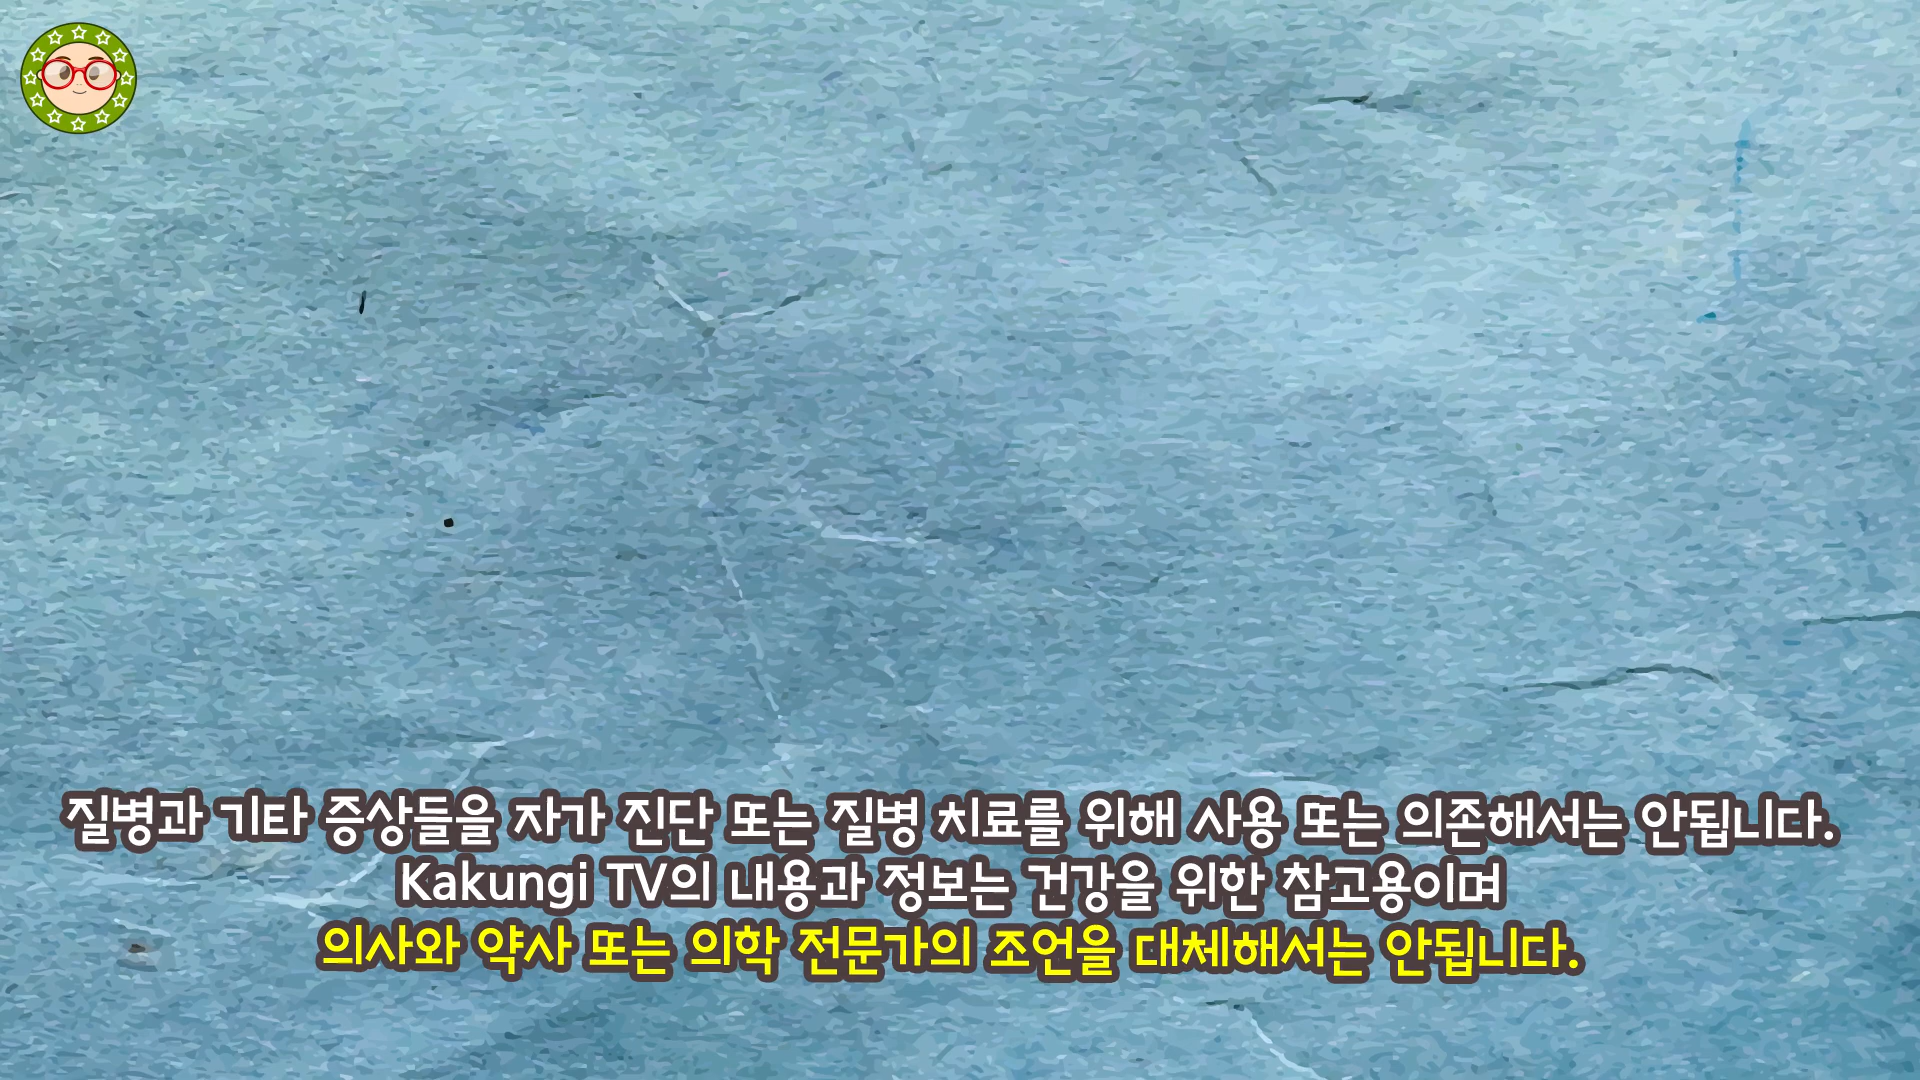 질병과 기타 증상들을 자가 진단 또는 질병 치료를 위해 사용 또는 의존해서는 안됩니다.
Kakungi TV의 내용과 정보는 건강을 위한 참고용이며
의사와 약사 또는 의학 전문가의 조언을 대체해서는 안됩니다.